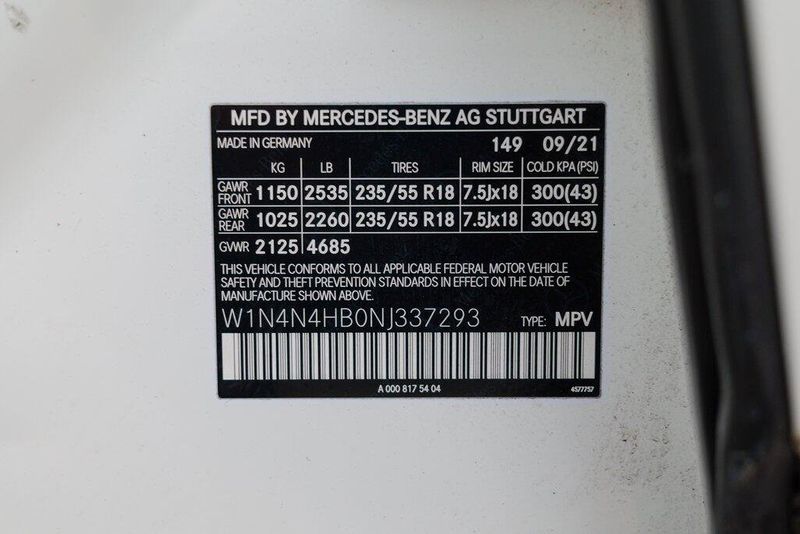 MFD BY MERCEDES-BENZ AG STUTTGART
MADE IN GERMANY 149 09/21
KG LB TIRES RIM SIZE COLD KPA(PSI)
GAWR FRONT 1150 2535 235/55 R18 7.5Jx18 300(43)
GAWR REAR 1025 2260 235/55 R18 7.5Jx18 300(43)
GVWR 2125 4685
THIS VEHICLE CONFORMS TO ALL APPLICABLE FEDERAL MOTOR VEHICLE
SAFETY AND THEFT PREVENTION STANDARDS IN EFFECT ON THE DATE OF
MANUFACTURE SHOWN ABOVE.
W1N4N4HB0NJ337293 TYPE: MPV
A 000 817 54 04 4577757